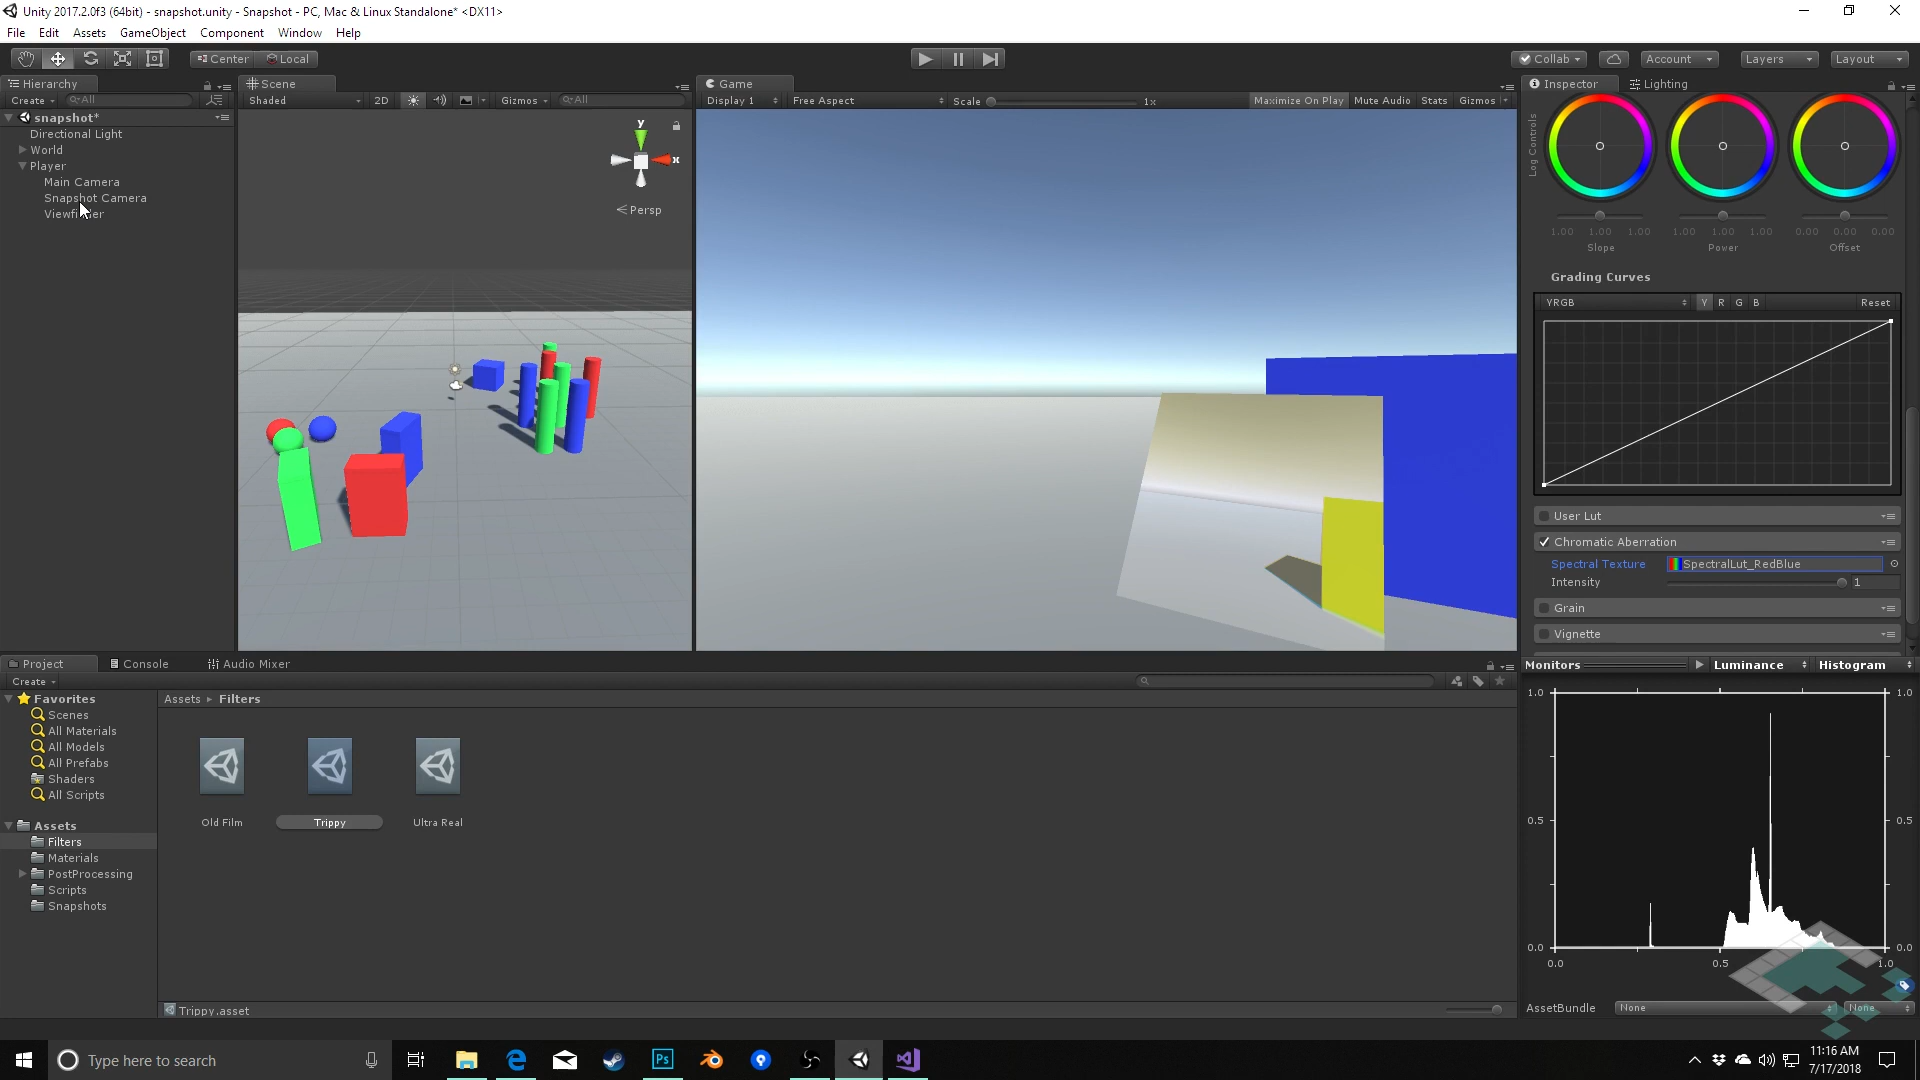 Unity 2017.2.0f3 (64bit) - snapshot.unity - Snapshot - PC, Mac & Linux Standalone* <DX11>
File Edit Assets GameObject Component Window Help
Center Local Collab Account Layers Layout
Hierarchy
Create All
snapshot*
Directional Light
World
Player
Main Camera
Snapshot Camera
Viewfinder
Scene
Shaded 2D Gizmos All
y
x
Persp
Game
Display 1 Free Aspect Scale 1x Maximize On Play Mute Audio Stats Gizmos
Inspector Lighting
Log Controls
1.00 1.00 1.00 1.00 1.00 1.00 0.00 0.00 0.00
Slope Power Offset
Grading Curves
YRGB Y R G B Reset
User Lut
Chromatic Aberration
Spectral Texture SpectralLut_RedBlue
Intensity 1
Grain
Vignette
Monitors Luminance Histogram
1.0 1.0
0.5 0.5
0.0 0.0
0.0 0.5 1.0
AssetBundle None None
Project Console Audio Mixer
Create
Favorites
Scenes
All Materials
All Models
All Prefabs
Shaders
All Scripts
Assets
Filters
Materials
PostProcessing
Scripts
Snapshots
Assets Filters
Old Film Trippy Ultra Real
Trippy.asset
Type here to search
Ps
11:16 AM
7/17/2018